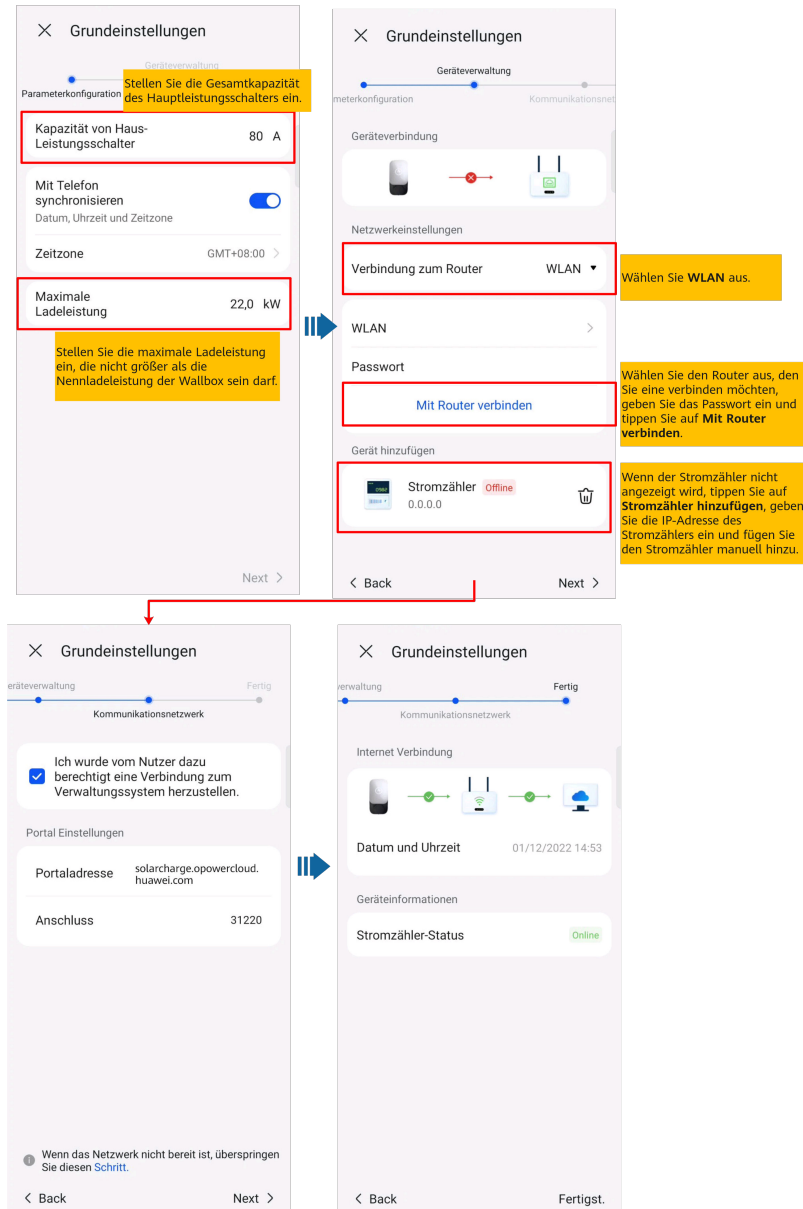 Grundeinstellungen
Geräteverwaltung
Parameterkonfiguration
Stellen Sie die Gesamtkapazität
des Hauptleistungsschalters ein.
Kapazität von Haus-
Leistungsschalter
80 A
Mit Telefon
synchronisieren
Datum, Uhrzeit und Zeitzone
Zeitzone
GMT+08:00
Maximale
Ladeleistung
22,0 kW
Stellen Sie die maximale Ladeleistung
ein, die nicht größer als die
Nennladeleistung der Wallbox sein darf.
Next
Grundeinstellungen
Geräteverwaltung
meterkonfiguration
Kommunikationsnet
Geräteverbindung
Netzwerkeinstellungen
Verbindung zum Router
WLAN
Wählen Sie WLAN aus.
WLAN
Passwort
Mit Router verbinden
Wählen Sie den Router aus, den
Sie eine verbinden möchten,
geben Sie das Passwort ein und
tippen Sie auf Mit Router
verbinden.
Gerät hinzufügen
Stromzähler Offline
0.0.0.0
Wenn der Stromzähler nicht
angezeigt wird, tippen Sie auf
Stromzähler hinzufügen, geben
Sie die IP-Adresse des
Stromzählers ein und fügen Sie
den Stromzähler manuell hinzu.
Back
Next
Grundeinstellungen
eräteverwaltung
Fertig
Kommunikationsnetzwerk
Ich wurde vom Nutzer dazu
berechtigt eine Verbindung zum
Verwaltungssystem herzustellen.
Portal Einstellungen
Portaladresse
solarcharge.opowercloud.
huawei.com
Anschluss
31220
Wenn das Netzwerk nicht bereit ist, überspringen
Sie diesen Schritt.
Back
Next
Grundeinstellungen
verwaltung
Fertig
Kommunikationsnetzwerk
Internet Verbindung
Datum und Uhrzeit
01/12/2022 14:53
Geräteinformationen
Stromzähler-Status
Online
Back
Fertigst.